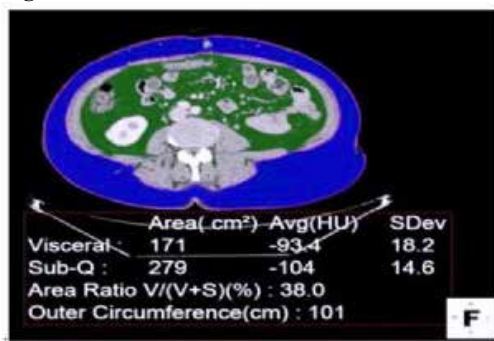 Area( cm²) Avg(HU) SDev
Visceral : 171 -93.4 18.2
Sub-Q : 279 -104 14.6
Area Ratio V/(V+S)(%) : 38.0
Outer Circumference(cm) : 101
F